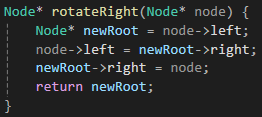 Node* rotateRight(Node* node) {
    Node* newRoot = node->left;
    node->left = newRoot->right;
    newRoot->right = node;
    return newRoot;
}